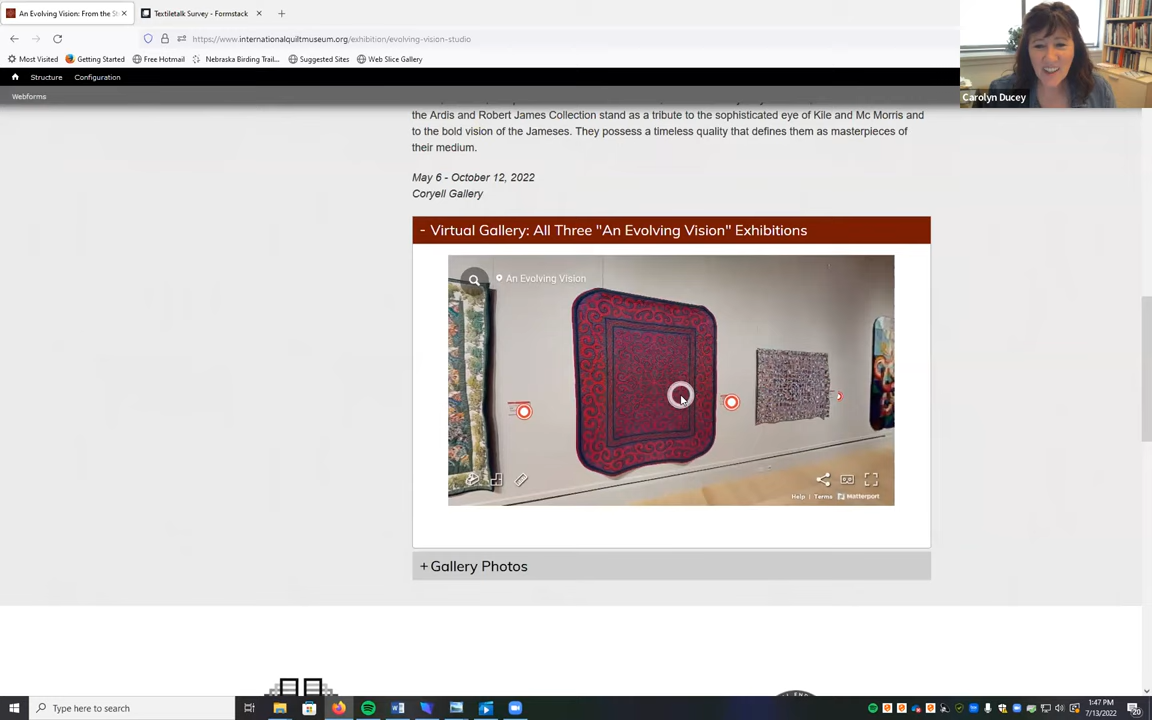 An Evolving Vision: From the S
Textiletalk Survey - Formstack
https://www.internationalquiltmuseum.org/exhibition/evolving-vision-studio
Most Visited
Getting Started
Free Hotmail
Nebraska Birding Trail...
Suggested Sites
Web Slice Gallery
Structure
Configuration
Webforms
Carolyn Ducey
the Ardis and Robert James Collection stand as a tribute to the sophisticated eye of Kile and Mc Morris and
to the bold vision of the Jameses. They possess a timeless quality that defines them as masterpieces of
their medium.
May 6 - October 12, 2022
Coryell Gallery
- Virtual Gallery: All Three "An Evolving Vision" Exhibitions
An Evolving Vision
Help | Terms
Matterport
+ Gallery Photos
Type here to search
1:47 PM
7/13/2022
20